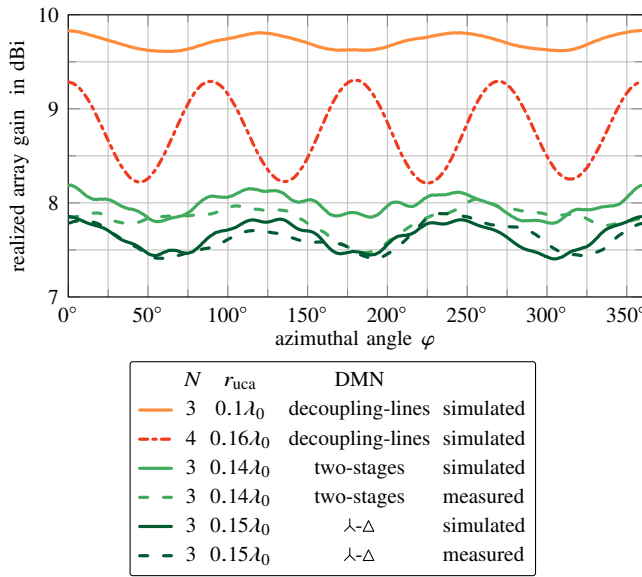 10
9
8
7
realized array gain in dBi
0° 50° 100° 150° 200° 250° 300° 350°
azimuthal angle φ
N r_uca DMN
3 0.1λ₀ decoupling-lines simulated
4 0.16λ₀ decoupling-lines simulated
3 0.14λ₀ two-stages simulated
3 0.14λ₀ two-stages measured
3 0.15λ₀ ⅄-△ simulated
3 0.15λ₀ ⅄-△ measured